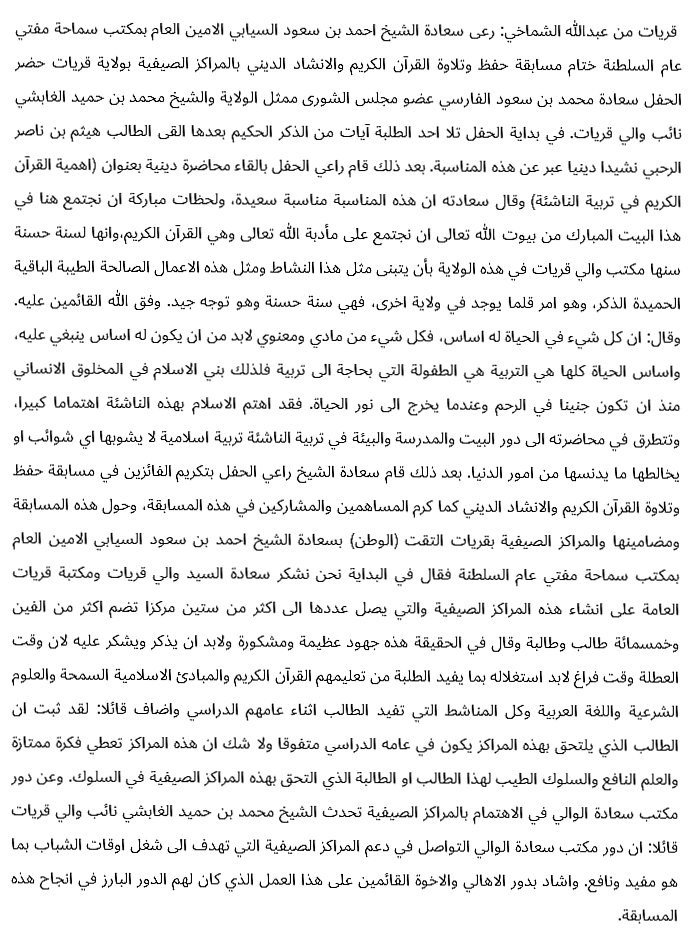 قريات من عبدالله الشماخي: رعى سعادة الشيخ احمد بن سعود السيابي الامين العام بمكتب سماحة مفتي
عام السلطنة ختام مسابقة حفظ وتلاوة القرآن الكريم والانشاد الديني بالمراكز الصيفية بولاية قريات حضر
الحفل سعادة محمد بن سعود الفارسي عضو مجلس الشورى ممثل الولاية والشيخ محمد بن حميد الغابشي
نائب والي قريات. في بداية الحفل تلا احد الطلبة آيات من الذكر الحكيم بعدها القى الطالب هيثم بن ناصر
الرحبي نشيدا دينيا عبر عن هذه المناسبة. بعد ذلك قام راعي الحفل بالقاء محاضرة دينية بعنوان (اهمية القرآن
الكريم في تربية الناشئة) وقال سعادته ان هذه المناسبة مناسبة سعيدة، ولحظات مباركة ان نجتمع هنا في
هذا البيت المبارك من بيوت الله تعالى ان نجتمع على مأدبة الله تعالى وهي القرآن الكريم،وانها لسنة حسنة
سنها مكتب والي قريات في هذه الولاية بأن يتبنى مثل هذا النشاط ومثل هذه الاعمال الصالحة الطيبة الباقية
الحميدة الذكر، وهو امر قلما يوجد في ولاية اخرى، فهي سنة حسنة وهو توجه جيد. وفق الله القائمين عليه.
وقال: ان كل شيء في الحياة له اساس، فكل شيء من مادي ومعنوي لابد من ان يكون له اساس ينبغي عليه،
واساس الحياة كلها هي التربية هي الطفولة التي بحاجة الى تربية فلذلك بني الاسلام في المخلوق الانساني
منذ ان تكون جنينا في الرحم وعندما يخرج الى نور الحياة. فقد اهتم الاسلام بهذه الناشئة اهتماما كبيرا،
وتتطرق في محاضرته الى دور البيت والمدرسة والبيئة في تربية الناشئة تربية اسلامية لا يشوبها اي شوائب او
يخالطها ما يدنسها من امور الدنيا. بعد ذلك قام سعادة الشيخ راعي الحفل بتكريم الفائزين في مسابقة حفظ
وتلاوة القرآن الكريم والانشاد الديني كما كرم المساهمين والمشاركين في هذه المسابقة، وحول هذه المسابقة
ومضامينها والمراكز الصيفية بقريات التقت (الوطن) بسعادة الشيخ احمد بن سعود السيابي الامين العام
بمكتب سماحة مفتي عام السلطنة فقال في البداية نحن نشكر سعادة السيد والي قريات ومكتبة قريات
العامة على انشاء هذه المراكز الصيفية والتي يصل عددها الى اكثر من ستين مركزا تضم اكثر من الفين
وخمسمائة طالب وطالبة وقال في الحقيقة هذه جهود عظيمة ومشكورة ولابد ان يذكر ويشكر عليه لان وقت
العطلة وقت فراغ لابد استغلاله بما يفيد الطلبة من تعليمهم القرآن الكريم والمبادئ الاسلامية السمحة والعلوم
الشرعية واللغة العربية وكل المناشط التي تفيد الطالب اثناء عامهم الدراسي واضاف قائلا: لقد ثبت ان
الطالب الذي يلتحق بهذه المراكز يكون في عامه الدراسي متفوقا ولا شك ان هذه المراكز تعطي فكرة ممتازة
والعلم النافع والسلوك الطيب لهذا الطالب او الطالبة الذي التحق بهذه المراكز الصيفية في السلوك. وعن دور
مكتب سعادة الوالي في الاهتمام بالمراكز الصيفية تحدث الشيخ محمد بن حميد الغابشي نائب والي قريات
قائلا: ان دور مكتب سعادة الوالي التواصل في دعم المراكز الصيفية التي تهدف الى شغل اوقات الشباب بما
هو مفيد ونافع. واشاد بدور الاهالي والاخوة القائمين على هذا العمل الذي كان لهم الدور البارز في انجاح هذه
المسابقة.